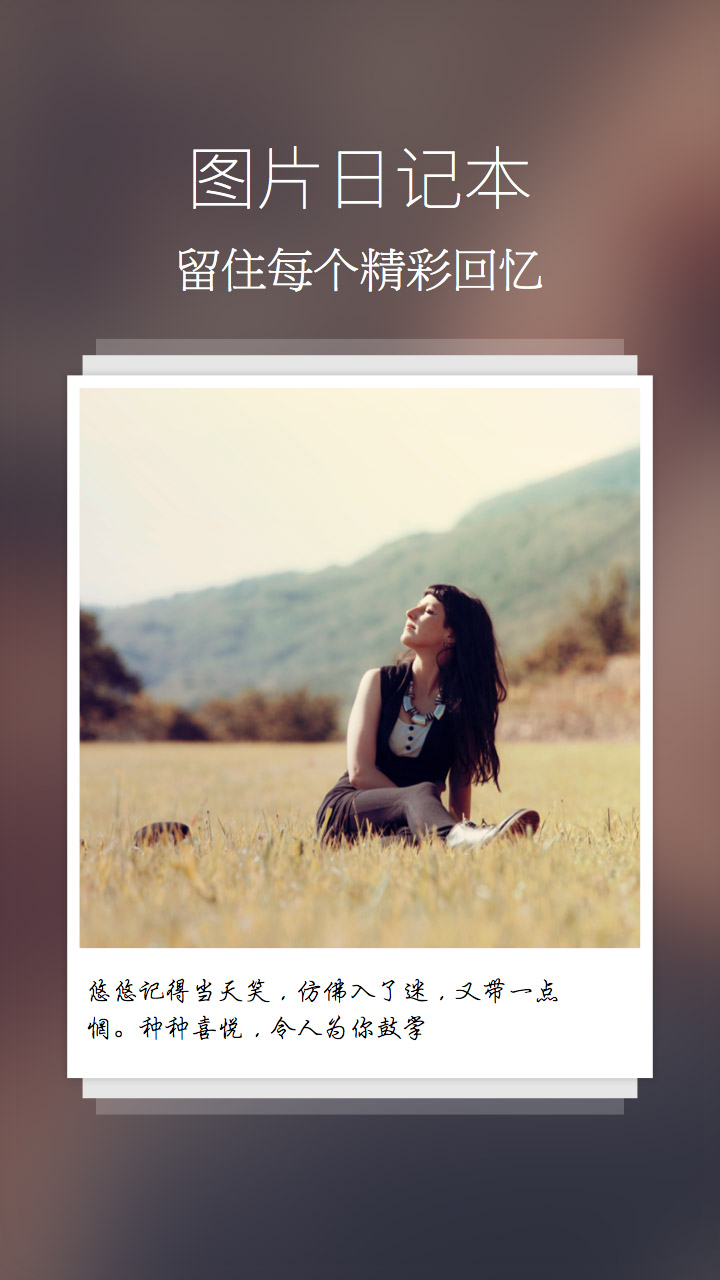 图片日记本
留住每个精彩回忆
悠悠记得当天笑，仿佛入了迷，又带一点
惘。种种喜悦，令人为你鼓掌